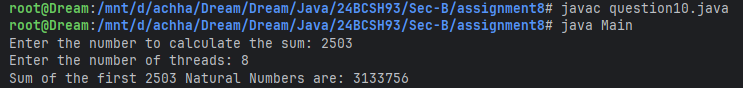 root@Dream:/mnt/d/achha/Dream/Dream/Java/24BCSH93/Sec-B/assignment8# javac question10.java
root@Dream:/mnt/d/achha/Dream/Dream/Java/24BCSH93/Sec-B/assignment8# java Main
Enter the number to calculate the sum: 2503
Enter the number of threads: 8
Sum of the first 2503 Natural Numbers are: 3133756